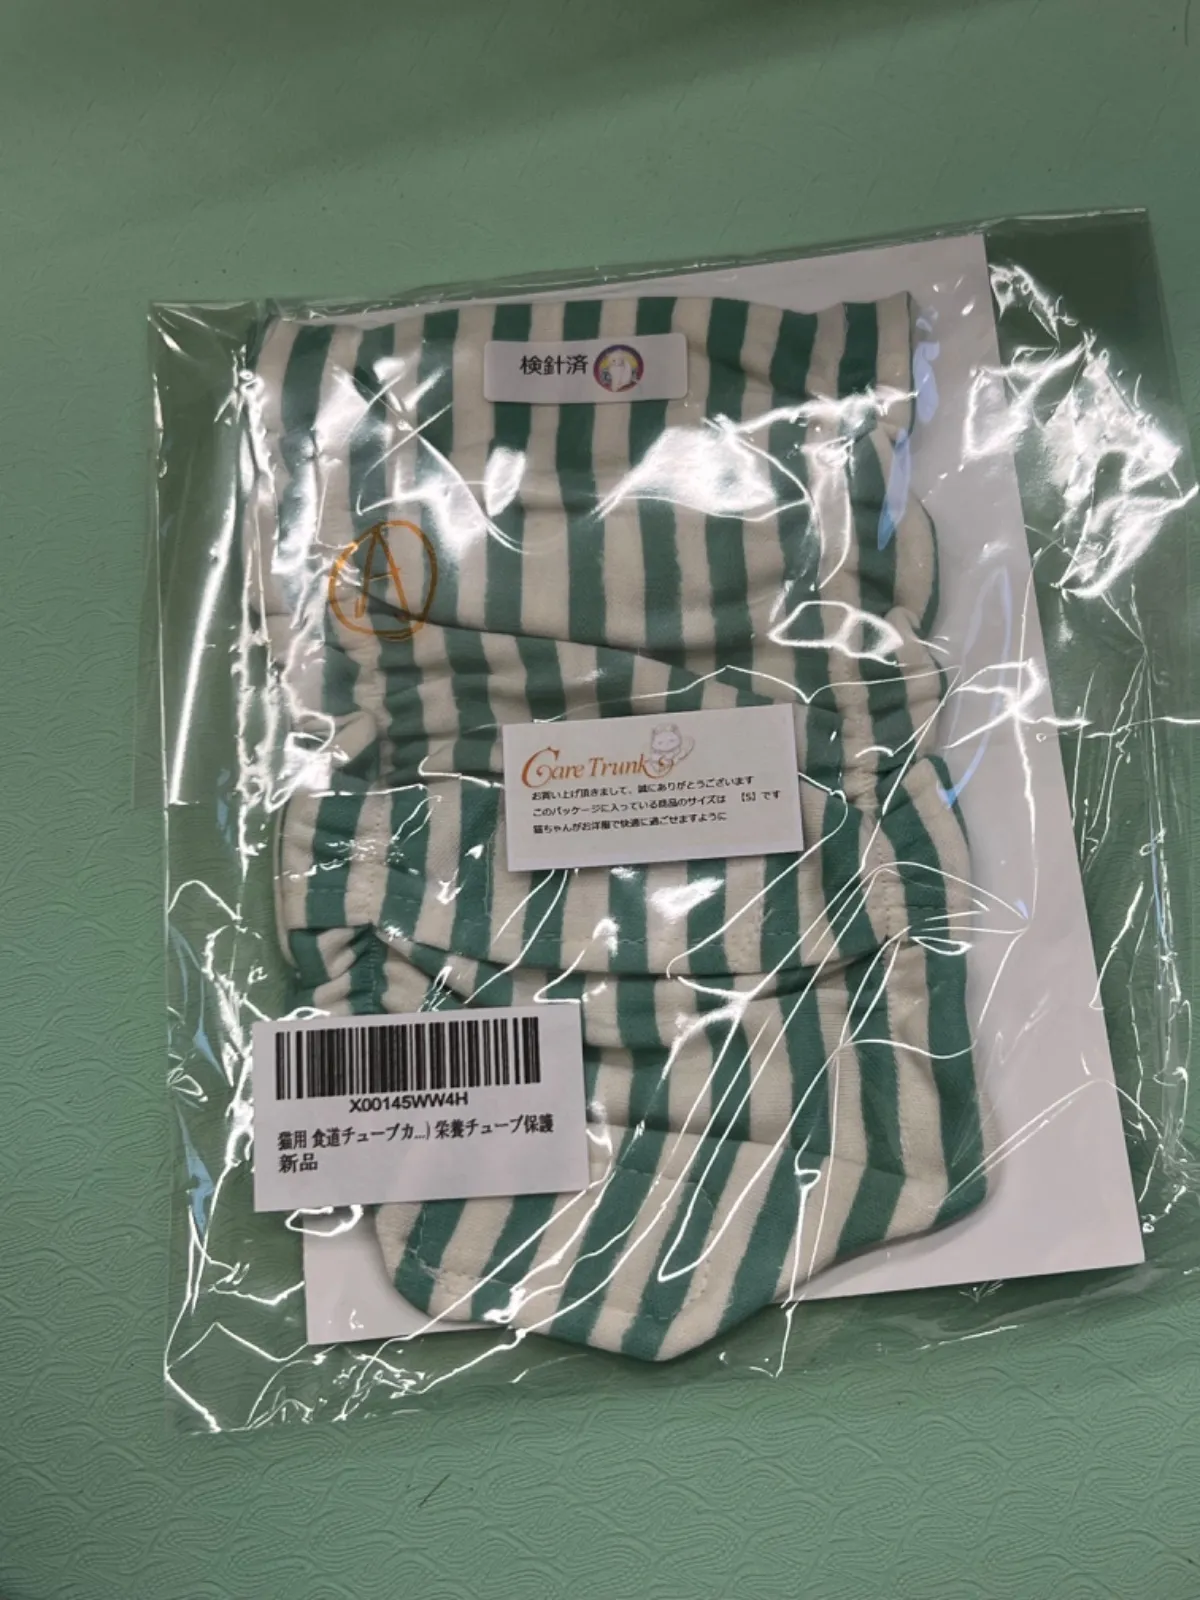 検針済
A
Care Trunk
お買い上げ頂きまして、誠にありがとうございます
このパッケージに入っている商品のサイズは 【S】です
猫ちゃんがお洋服で快適に過ごせますように
X00145WW4H
猫用 食道チューブカ...) 栄養チューブ保護
新品